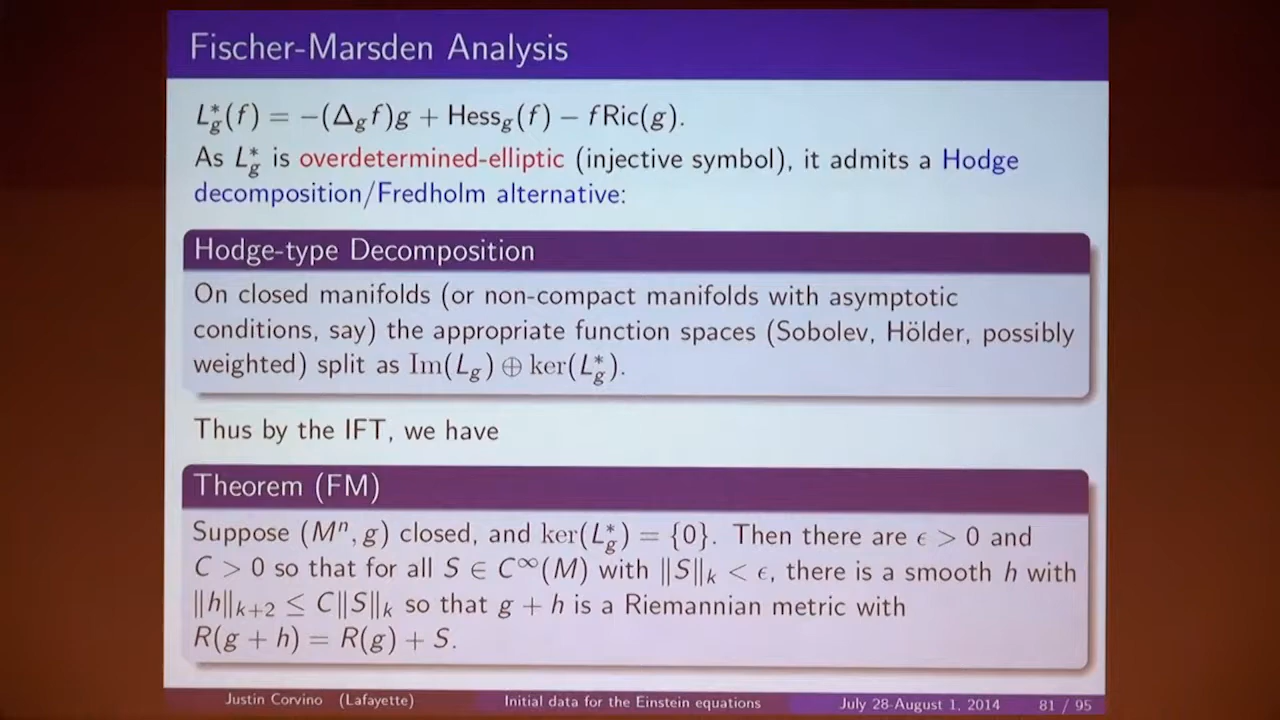 Fischer-Marsden Analysis
L*_g(f) = −(Δ_g f)g + Hess_g(f) − fRic(g).
As L*_g is overdetermined-elliptic (injective symbol), it admits a Hodge
decomposition/Fredholm alternative:
Hodge-type Decomposition
On closed manifolds (or non-compact manifolds with asymptotic
conditions, say) the appropriate function spaces (Sobolev, Hölder, possibly
weighted) split as Im(L_g) ⊕ ker(L*_g).
Thus by the IFT, we have
Theorem (FM)
Suppose (Mⁿ, g) closed, and ker(L*_g) = {0}. Then there are ϵ > 0 and
C > 0 so that for all S ∈ C^∞(M) with ‖S‖_k < ϵ, there is a smooth h with
‖h‖_{k+2} ≤ C‖S‖_k so that g + h is a Riemannian metric with
R(g + h) = R(g) + S.
Justin Corvino (Lafayette) Initial data for the Einstein equations July 28-August 1, 2014 81 / 95